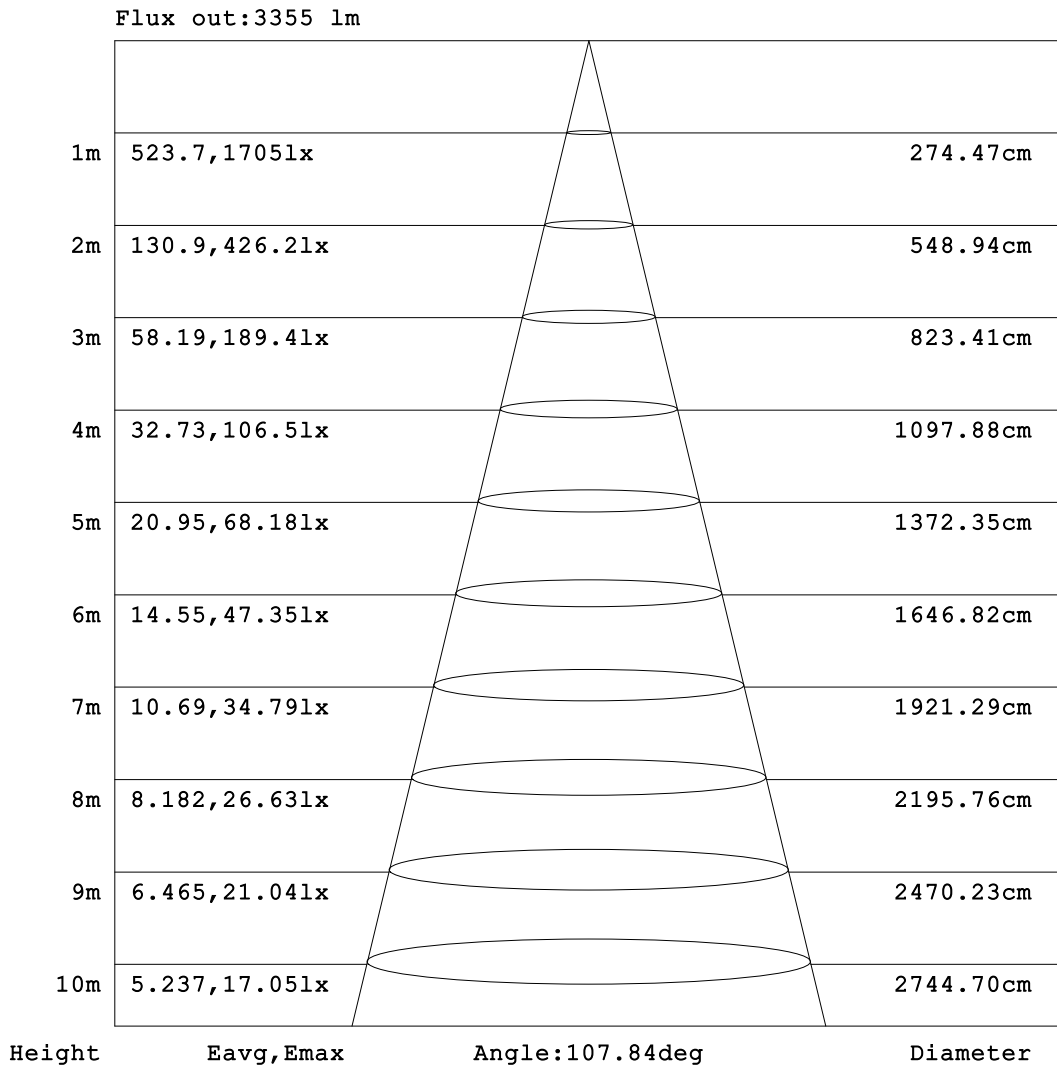 Flux out:3355 lm
1m 523.7,1705lx 274.47cm
2m 130.9,426.2lx 548.94cm
3m 58.19,189.4lx 823.41cm
4m 32.73,106.5lx 1097.88cm
5m 20.95,68.18lx 1372.35cm
6m 14.55,47.35lx 1646.82cm
7m 10.69,34.79lx 1921.29cm
8m 8.182,26.63lx 2195.76cm
9m 6.465,21.04lx 2470.23cm
10m 5.237,17.05lx 2744.70cm
Height Eavg,Emax Angle:107.84deg Diameter